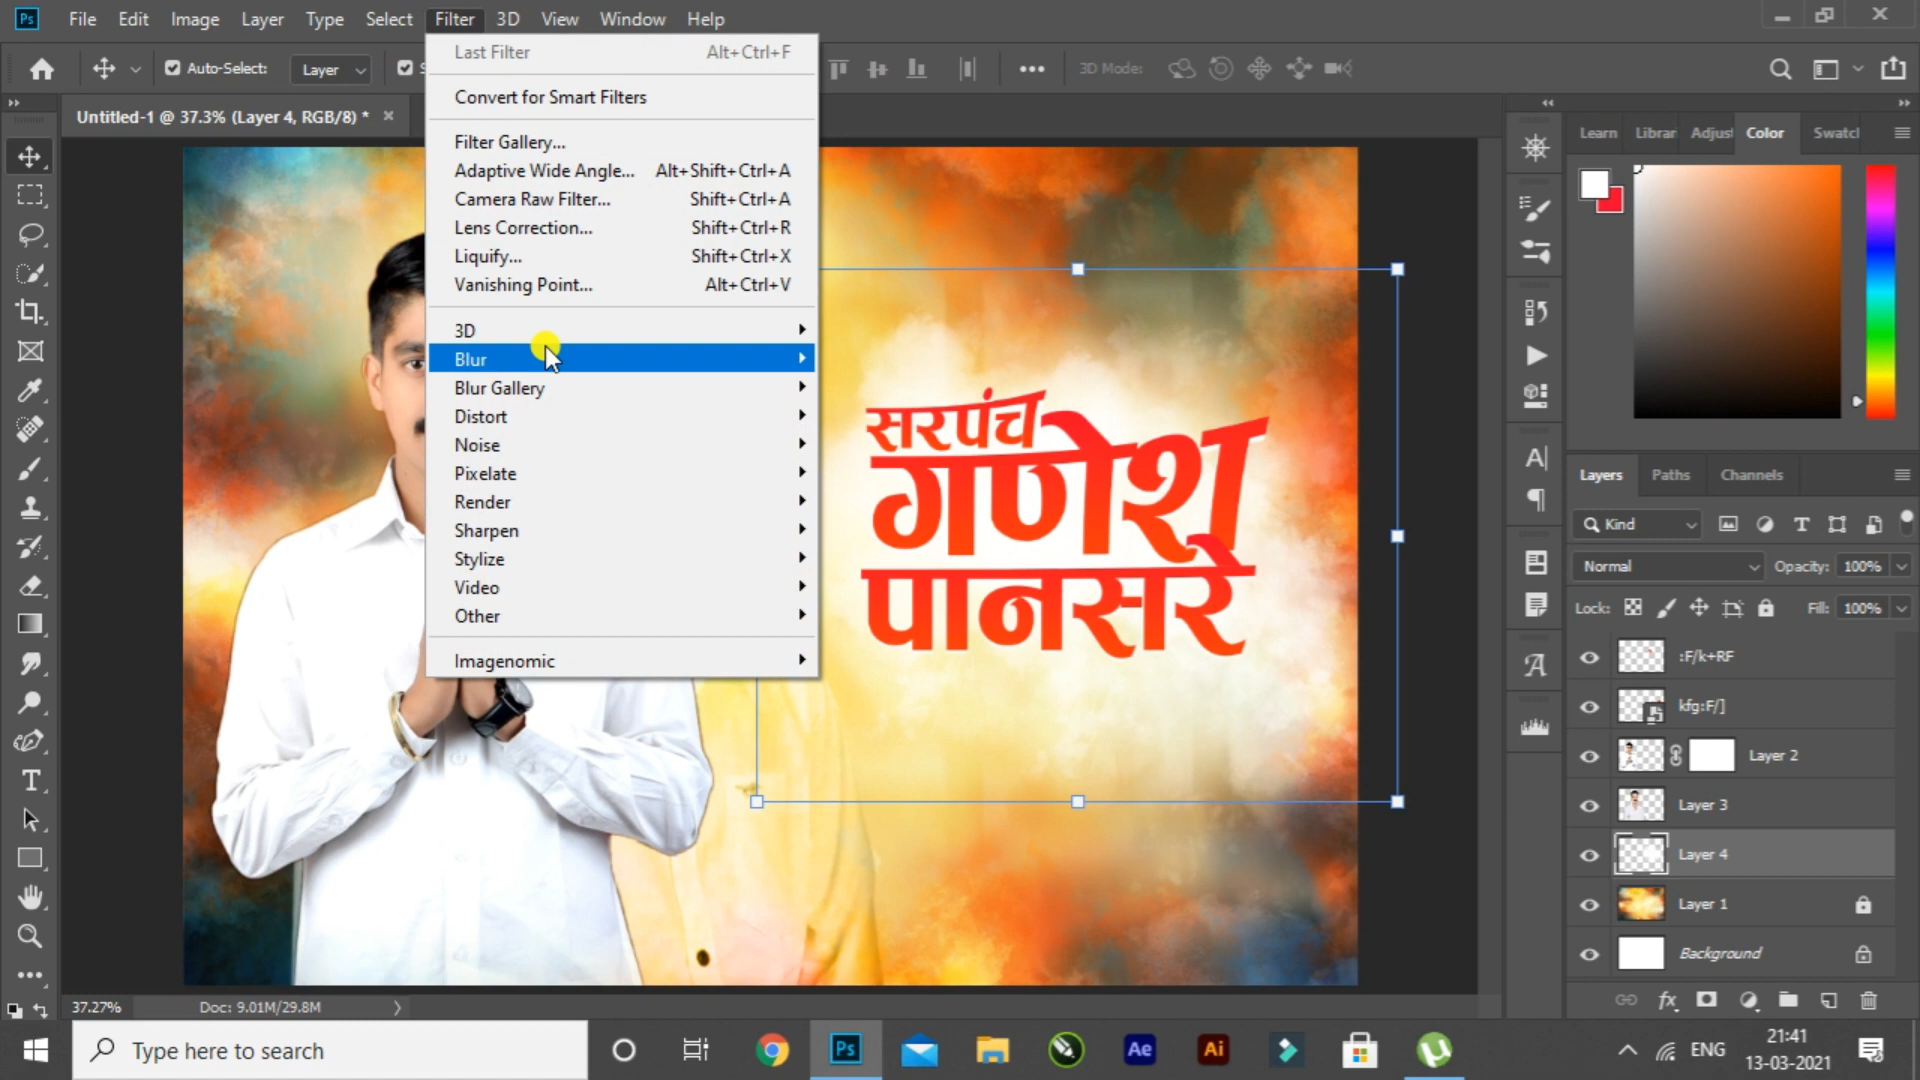 Ps File Edit Image Layer Type Select Filter 3D View Window Help
Auto-Select: Layer
3D Mode:
Untitled-1 @ 37.3% (Layer 4, RGB/8) * ×
Last Filter Alt+Ctrl+F
Convert for Smart Filters
Filter Gallery...
Adaptive Wide Angle... Alt+Shift+Ctrl+A
Camera Raw Filter... Shift+Ctrl+A
Lens Correction... Shift+Ctrl+R
Liquify... Shift+Ctrl+X
Vanishing Point... Alt+Ctrl+V
3D
Blur
Blur Gallery
Distort
Noise
Pixelate
Render
Sharpen
Stylize
Video
Other
Imagenomic
सरपंच
गणेश
पानसरे
Learn Librar Adjust Color Swatcl
Layers Paths Channels
Kind
Normal Opacity: 100%
Lock: Fill: 100%
:F/k+RF
kfg:F/]
Layer 2
Layer 3
Layer 4
Layer 1
Background
fx
37.27% Doc: 9.01M/29.8M
Type here to search
Ps
Ae
Ai
ENG
21:41
13-03-2021